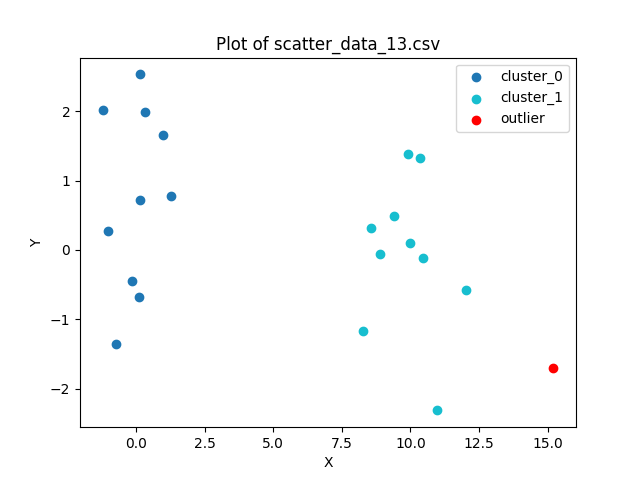 Plot of scatter_data_13.csv
cluster_0
cluster_1
outlier
2
1
0
−1
−2
Y
0.0 2.5 5.0 7.5 10.0 12.5 15.0
X